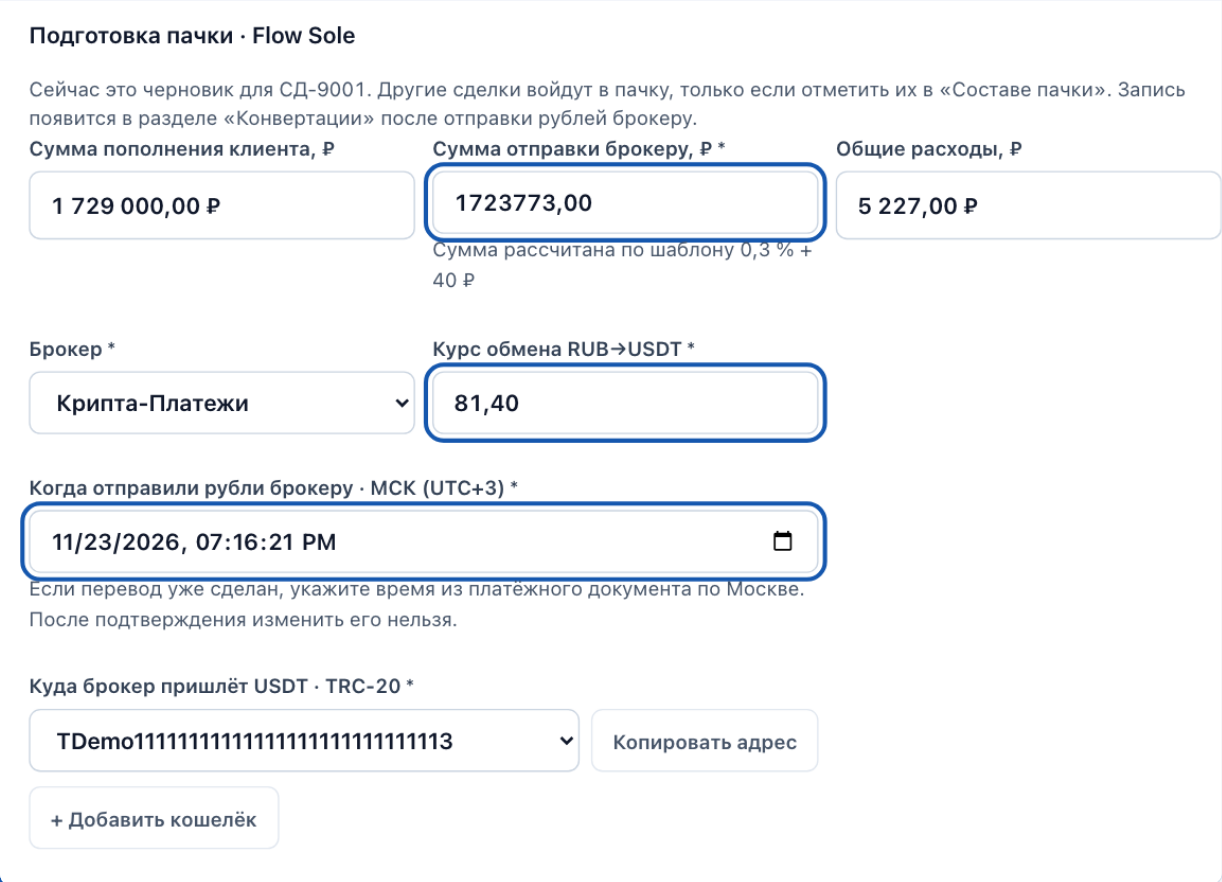 Подготовка пачки · Flow Sole
Сейчас это черновик для СД-9001. Другие сделки войдут в пачку, только если отметить их в «Составе пачки». Запись
появится в разделе «Конвертации» после отправки рублей брокеру.
Сумма пополнения клиента, ₽
1 729 000,00 ₽
Сумма отправки брокеру, ₽ *
1723773,00
Сумма рассчитана по шаблону 0,3 % +
40 ₽
Общие расходы, ₽
5 227,00 ₽
Брокер *
Крипта-Платежи
Курс обмена RUB→USDT *
81,40
Когда отправили рубли брокеру · МСК (UTC+3) *
11/23/2026, 07:16:21 PM
Если перевод уже сделан, укажите время из платёжного документа по Москве.
После подтверждения изменить его нельзя.
Куда брокер пришлёт USDT · TRC-20 *
TDemo1111111111111111111111111113
Копировать адрес
+ Добавить кошелёк